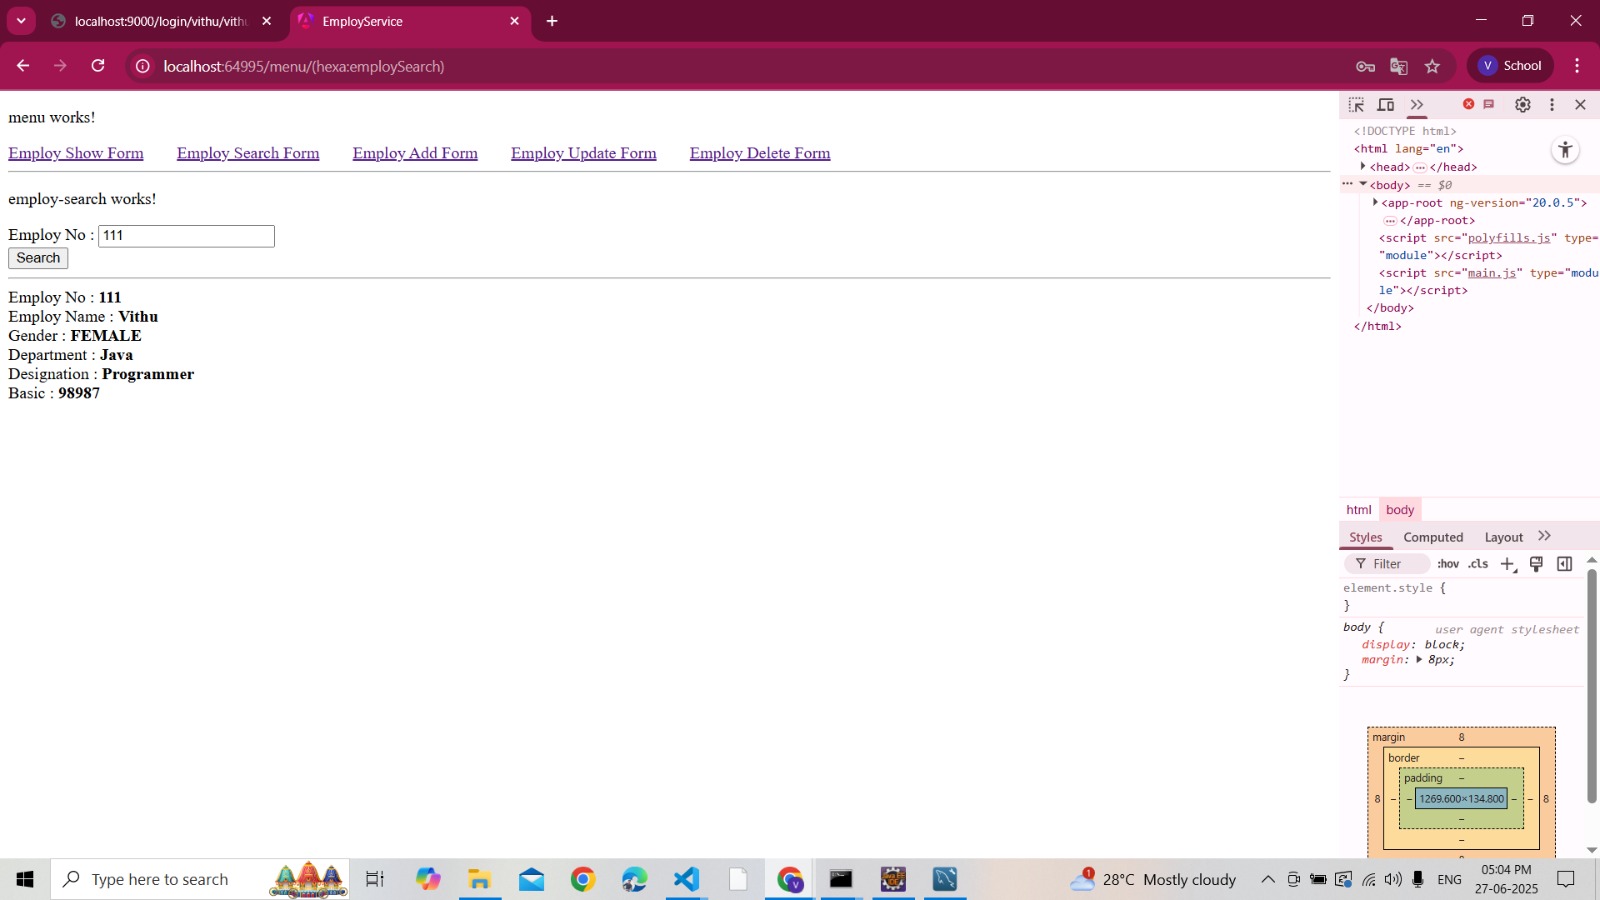 localhost:9000/login/vithu/vith
EmployService
localhost:64995/menu/(hexa:employSearch)
V School
menu works!
Employ Show Form Employ Search Form Employ Add Form Employ Update Form Employ Delete Form
employ-search works!
Employ No : 111
Search
Employ No : 111
Employ Name : Vithu
Gender : FEMALE
Department : Java
Designation : Programmer
Basic : 98987
<!DOCTYPE html>
<html lang="en">
<head> … </head>
… <body> == $0
<app-root ng-version="20.0.5">
… </app-root>
<script src="polyfills.js" type=
"module"></script>
<script src="main.js" type="modu
le"></script>
</body>
</html>
html body
Styles Computed Layout
Filter :hov .cls
element.style {
}
body { user agent stylesheet
display: block;
margin: 8px;
}
margin 8
border –
padding –
8 – – 1269.600×134.800 – – 8
–
–
Type here to search
1 28°C Mostly cloudy
ENG
05:04 PM
27-06-2025